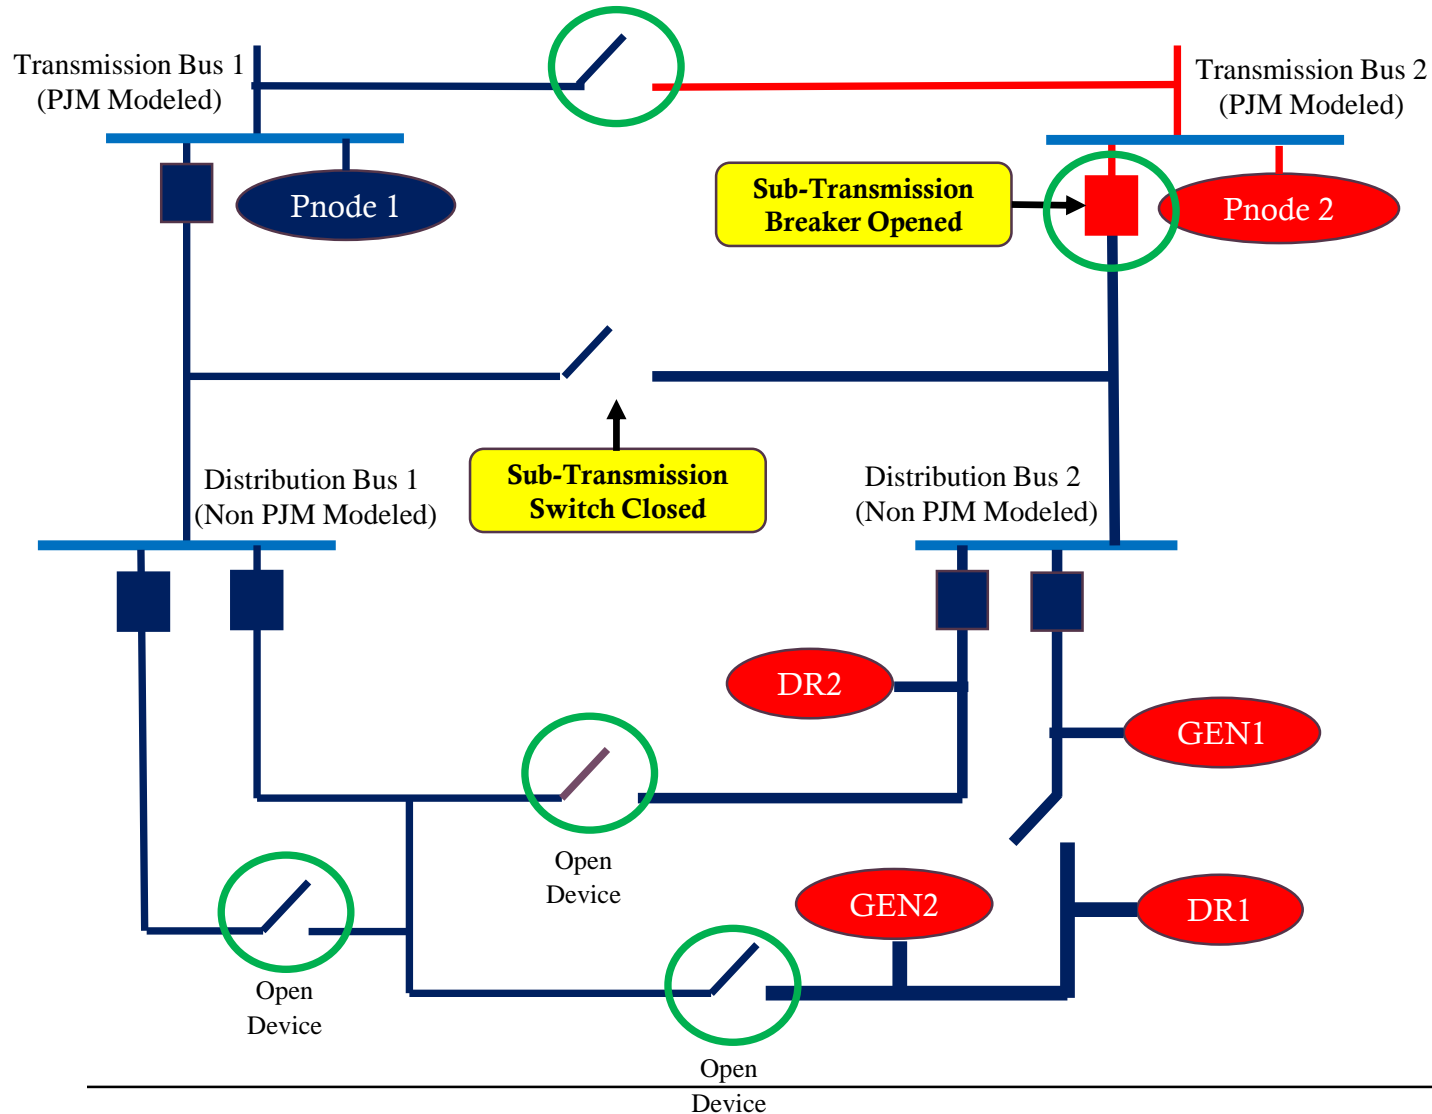 Transmission Bus 1
(PJM Modeled)
Transmission Bus 2
(PJM Modeled)
Pnode 1
Sub-Transmission
Breaker Opened
Pnode 2
Sub-Transmission
Switch Closed
Distribution Bus 1
(Non PJM Modeled)
Distribution Bus 2
(Non PJM Modeled)
DR2
GEN1
Open
Device
GEN2
DR1
Open
Device
Open
Device